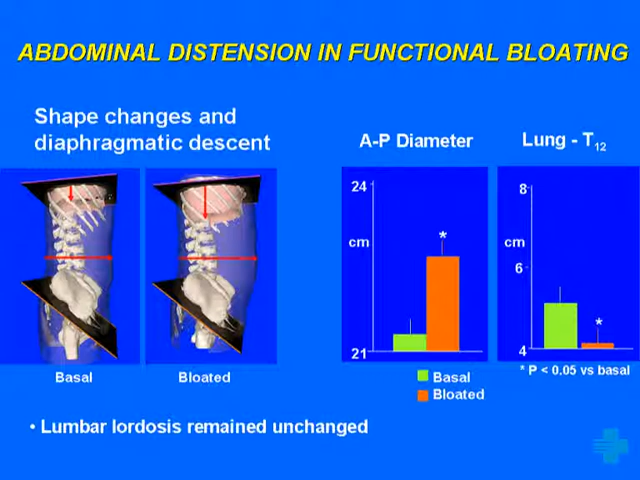 ABDOMINAL DISTENSION IN FUNCTIONAL BLOATING
Shape changes and
diaphragmatic descent
A-P Diameter
Lung - T12
24
cm
*
21
8
cm
6
*
4
Basal
Bloated
Basal
Bloated
* P < 0.05 vs basal
• Lumbar lordosis remained unchanged